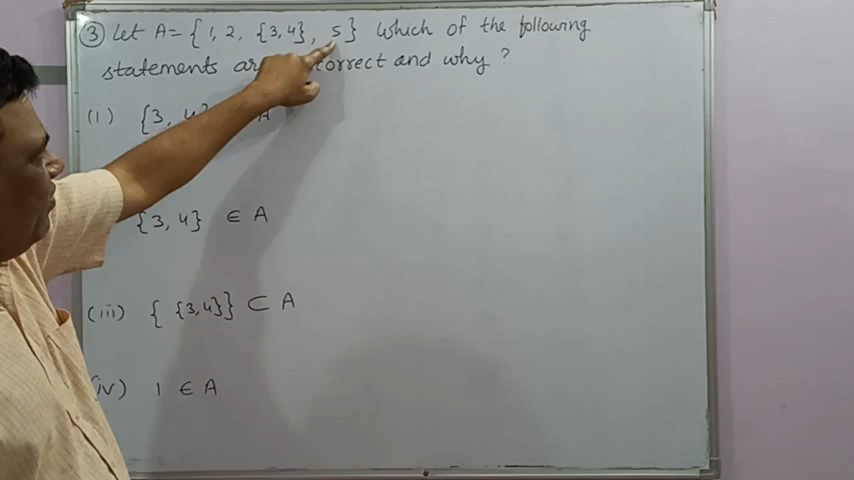 ③ Let A = { 1, 2, {3, 4}, 5 } Which of the following
statements correct and why ?
(i) {3, 4} A
{3, 4} ∈ A
(iii) { {3,4}} ⊂ A
(iv) 1 ∈ A